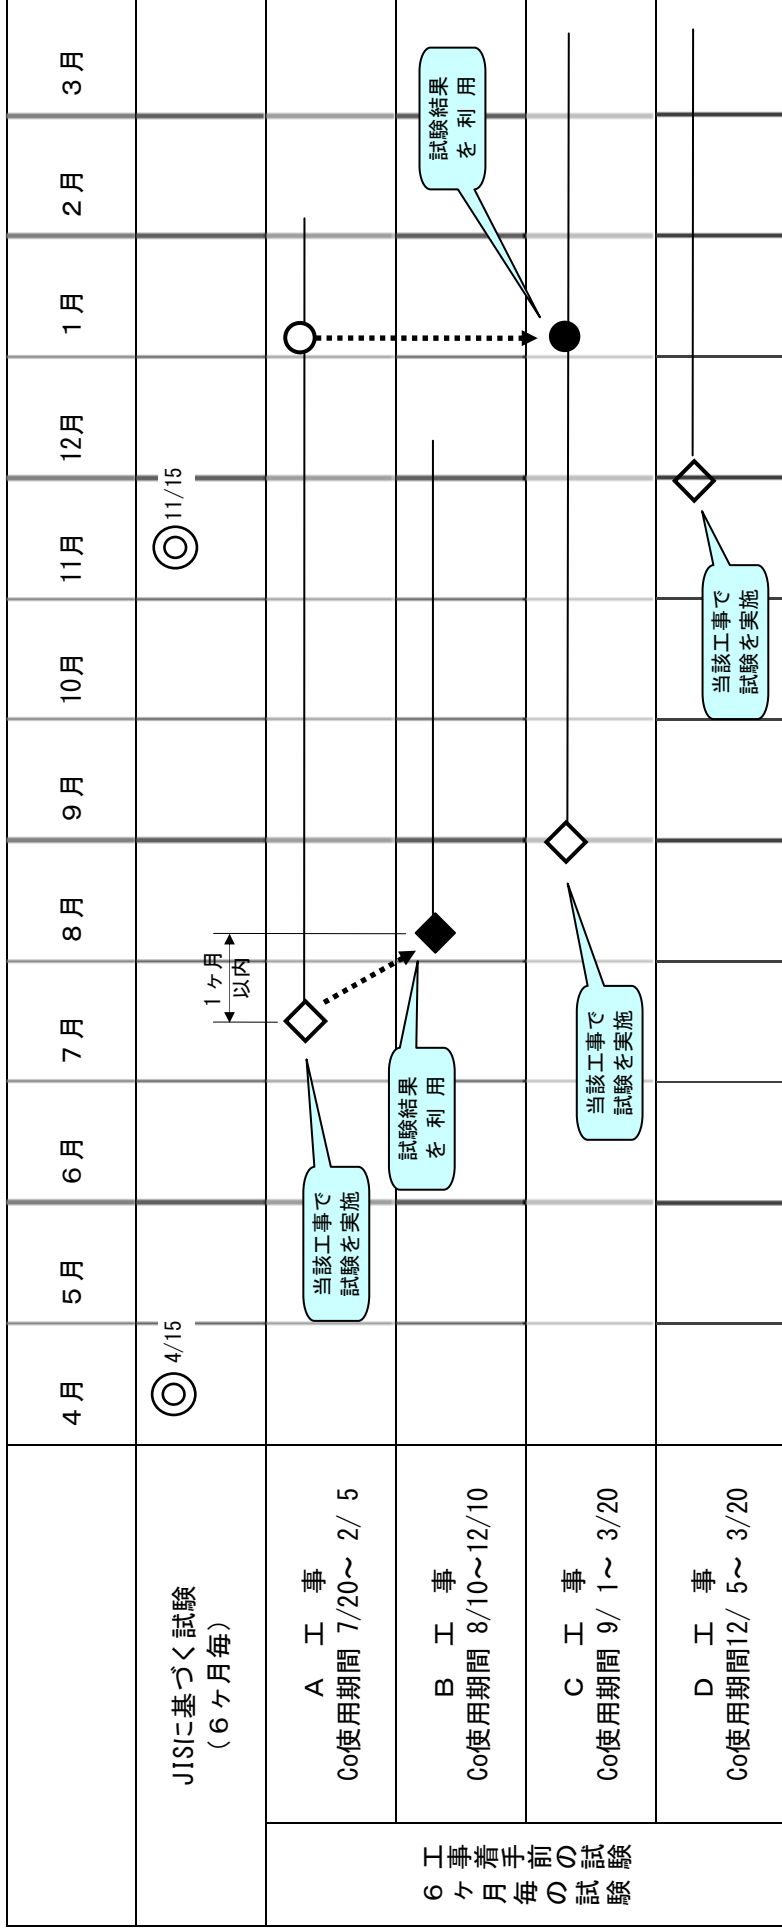 ４月 ５月 ６月 ７月 ８月 ９月 10月 11月 12月 １月 ２月 ３月
JISに基づく試験
（６ヶ月毎）
4/15
11/15
工事着手前の試験
６ヶ月毎の試験
Ａ 工 事
Co使用期間 7/20～ 2/ 5
当該工事で
試験を実施
１ヶ月
以内
Ｂ 工 事
Co使用期間 8/10～12/10
試験結果
を 利 用
Ｃ 工 事
Co使用期間 9/ 1～ 3/20
当該工事で
試験を実施
試験結果
を 利 用
Ｄ 工 事
Co使用期間12/ 5～ 3/20
当該工事で
試験を実施